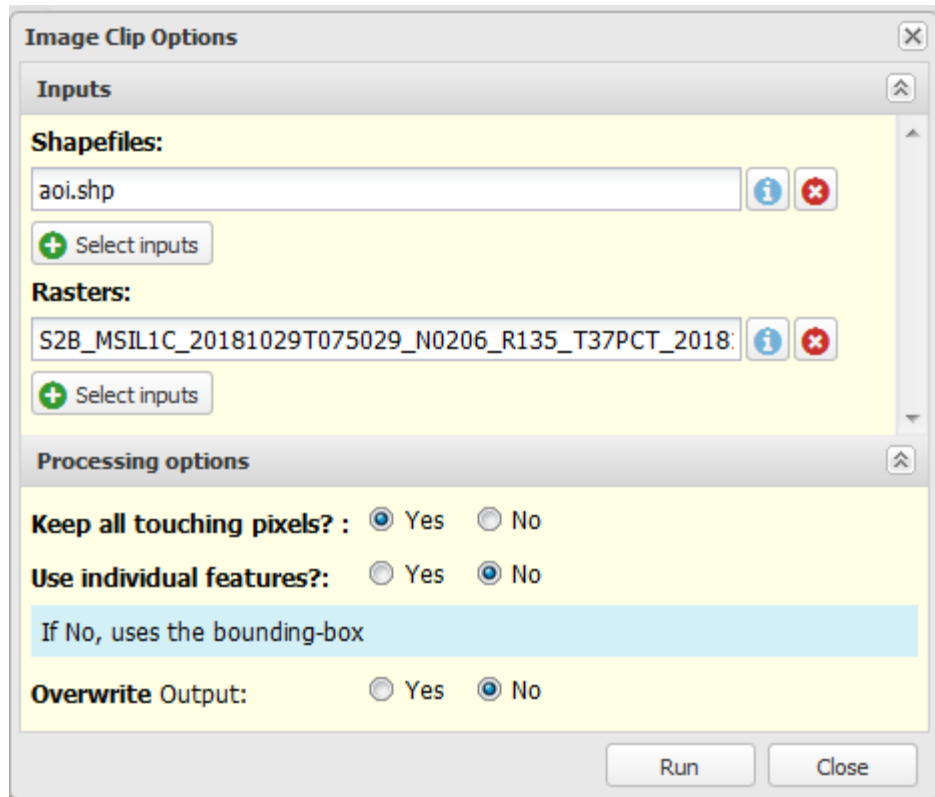 Image Clip Options
Inputs
Shapefiles:
aoi.shp
Select inputs
Rasters:
S2B_MSIL1C_20181029T075029_N0206_R135_T37PCT_2018
Select inputs
Processing options
Keep all touching pixels? : Yes No
Use individual features?: Yes No
If No, uses the bounding-box
Overwrite Output: Yes No
Run Close